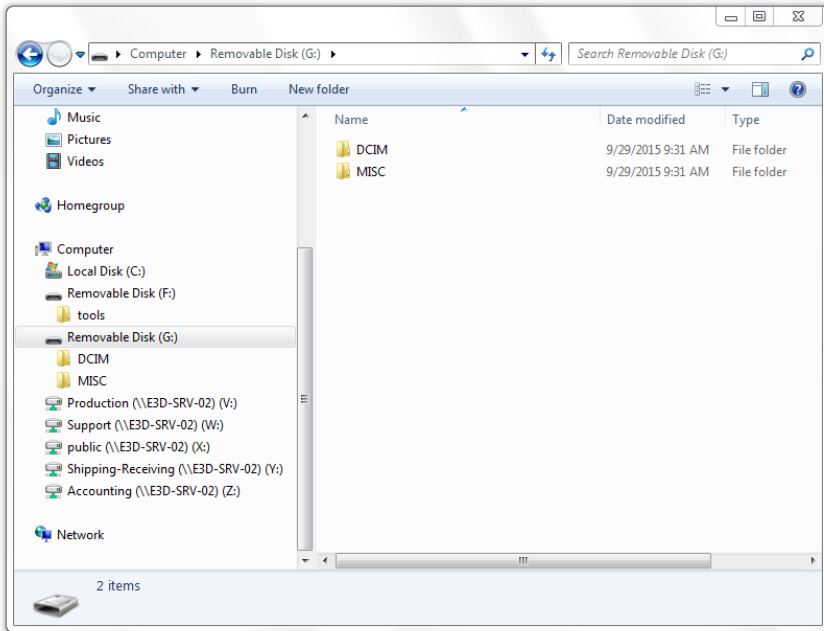 Computer Removable Disk (G:)
Search Removable Disk (G:)
Organize Share with Burn New folder
Music
Pictures
Videos
Homegroup
Computer
Local Disk (C:)
Removable Disk (F:)
tools
Removable Disk (G:)
DCIM
MISC
Production (\\E3D-SRV-02) (V:)
Support (\\E3D-SRV-02) (W:)
public (\\E3D-SRV-02) (X:)
Shipping-Receiving (\\E3D-SRV-02) (Y:)
Accounting (\\E3D-SRV-02) (Z:)
Network
Name Date modified Type
DCIM 9/29/2015 9:31 AM File folder
MISC 9/29/2015 9:31 AM File folder
2 items